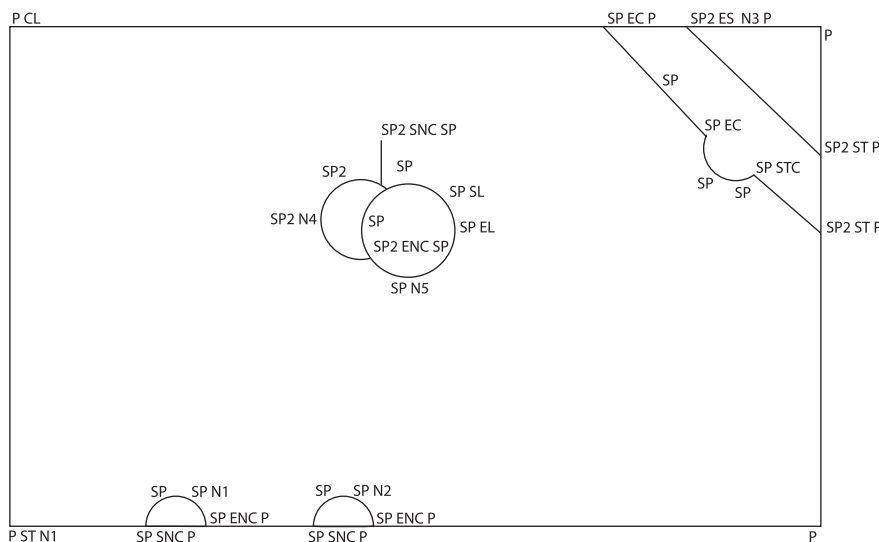 P CL
SP EC P
SP2 ES N3 P
P
SP
SP EC
SP2 SNC SP
SP2 ST P
SP
SP STC
SP2
SP
SP
SP SL
SP2 N4
SP
SP EL
SP2 ST P
SP2 ENC SP
SP N5
SP
SP N1
SP
SP N2
SP ENC P
SP ENC P
P ST N1
SP SNC P
SP SNC P
P